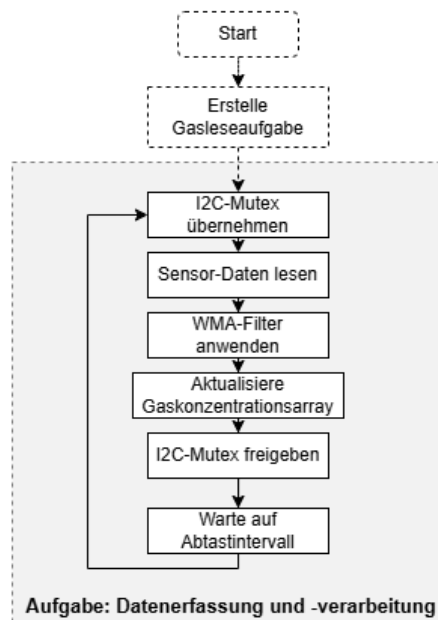 Start
Erstelle
Gasleseaufgabe
I2C-Mutex
übernehmen
Sensor-Daten lesen
WMA-Filter
anwenden
Aktualisiere
Gaskonzentrationsarray
I2C-Mutex freigeben
Warte auf
Abtastintervall
Aufgabe: Datenerfassung und -verarbeitung